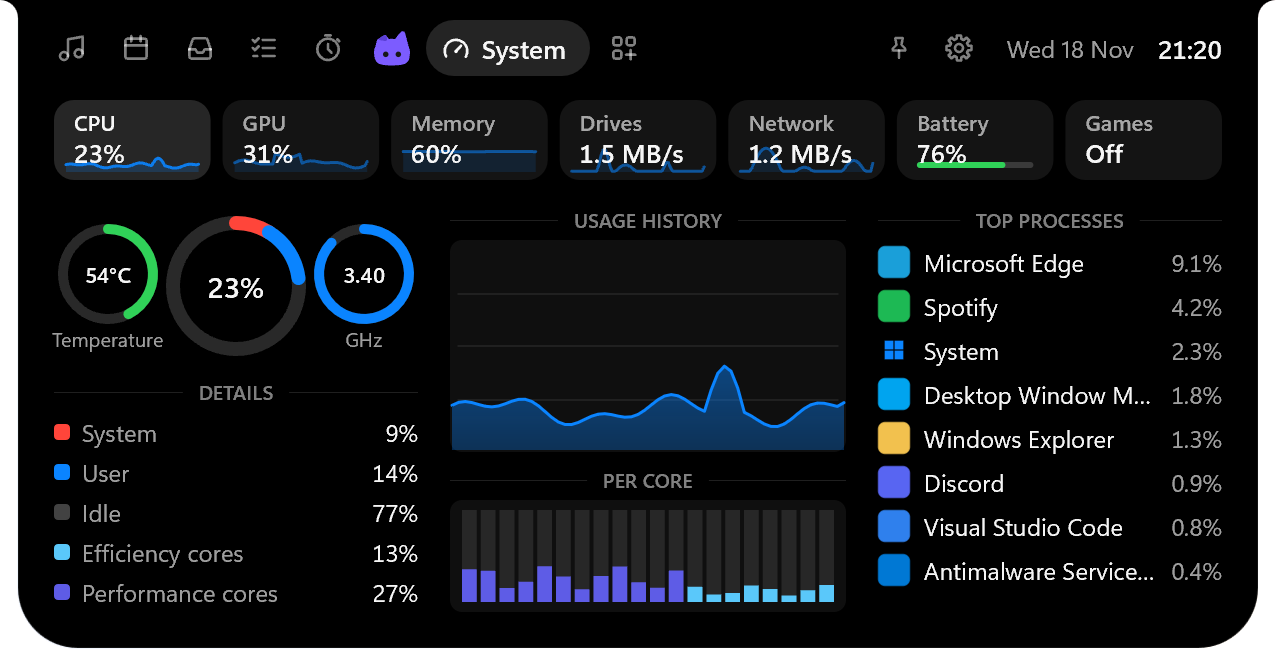 System
Wed 18 Nov
21:20
CPU
23%
GPU
31%
Memory
60%
Drives
1.5 MB/s
Network
1.2 MB/s
Battery
76%
Games
Off
54°C
Temperature
23%
3.40
GHz
DETAILS
System 9%
User 14%
Idle 77%
Efficiency cores 13%
Performance cores 27%
USAGE HISTORY
PER CORE
TOP PROCESSES
Microsoft Edge 9.1%
Spotify 4.2%
System 2.3%
Desktop Window M... 1.8%
Windows Explorer 1.3%
Discord 0.9%
Visual Studio Code 0.8%
Antimalware Service... 0.4%